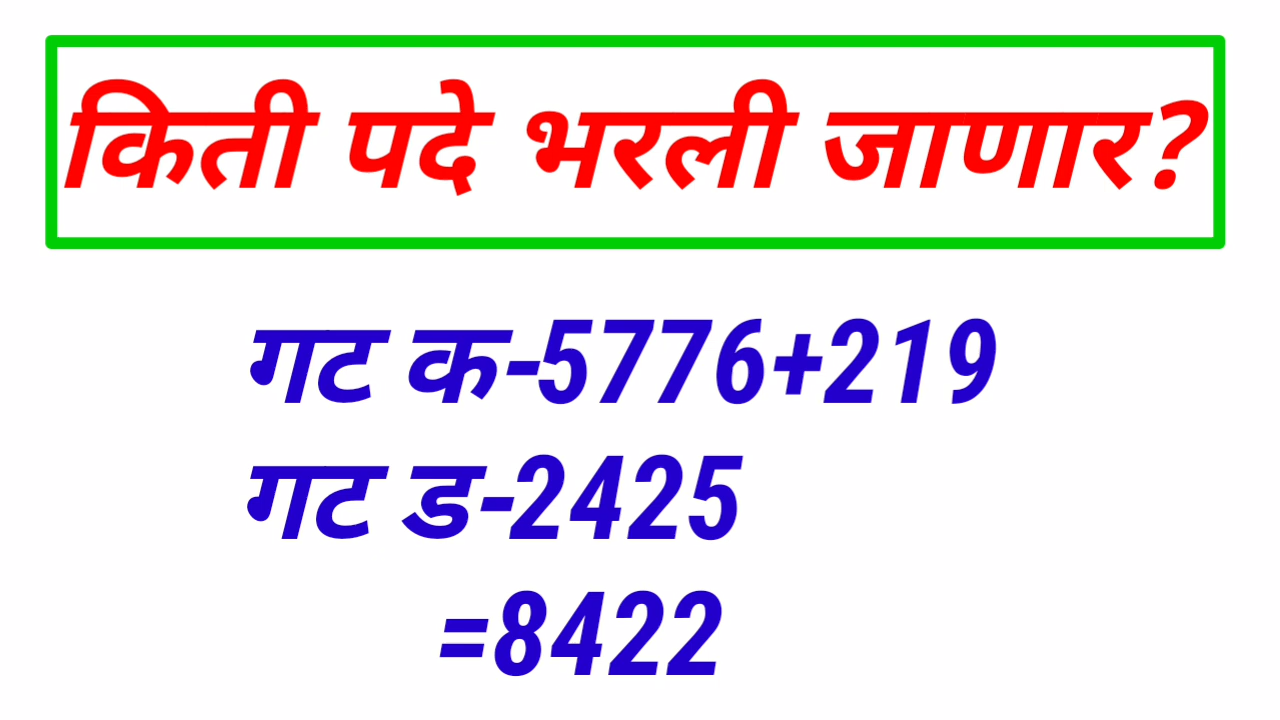 किती पदे भरली जाणार?
गट क-5776+219
गट ड-2425
=8422